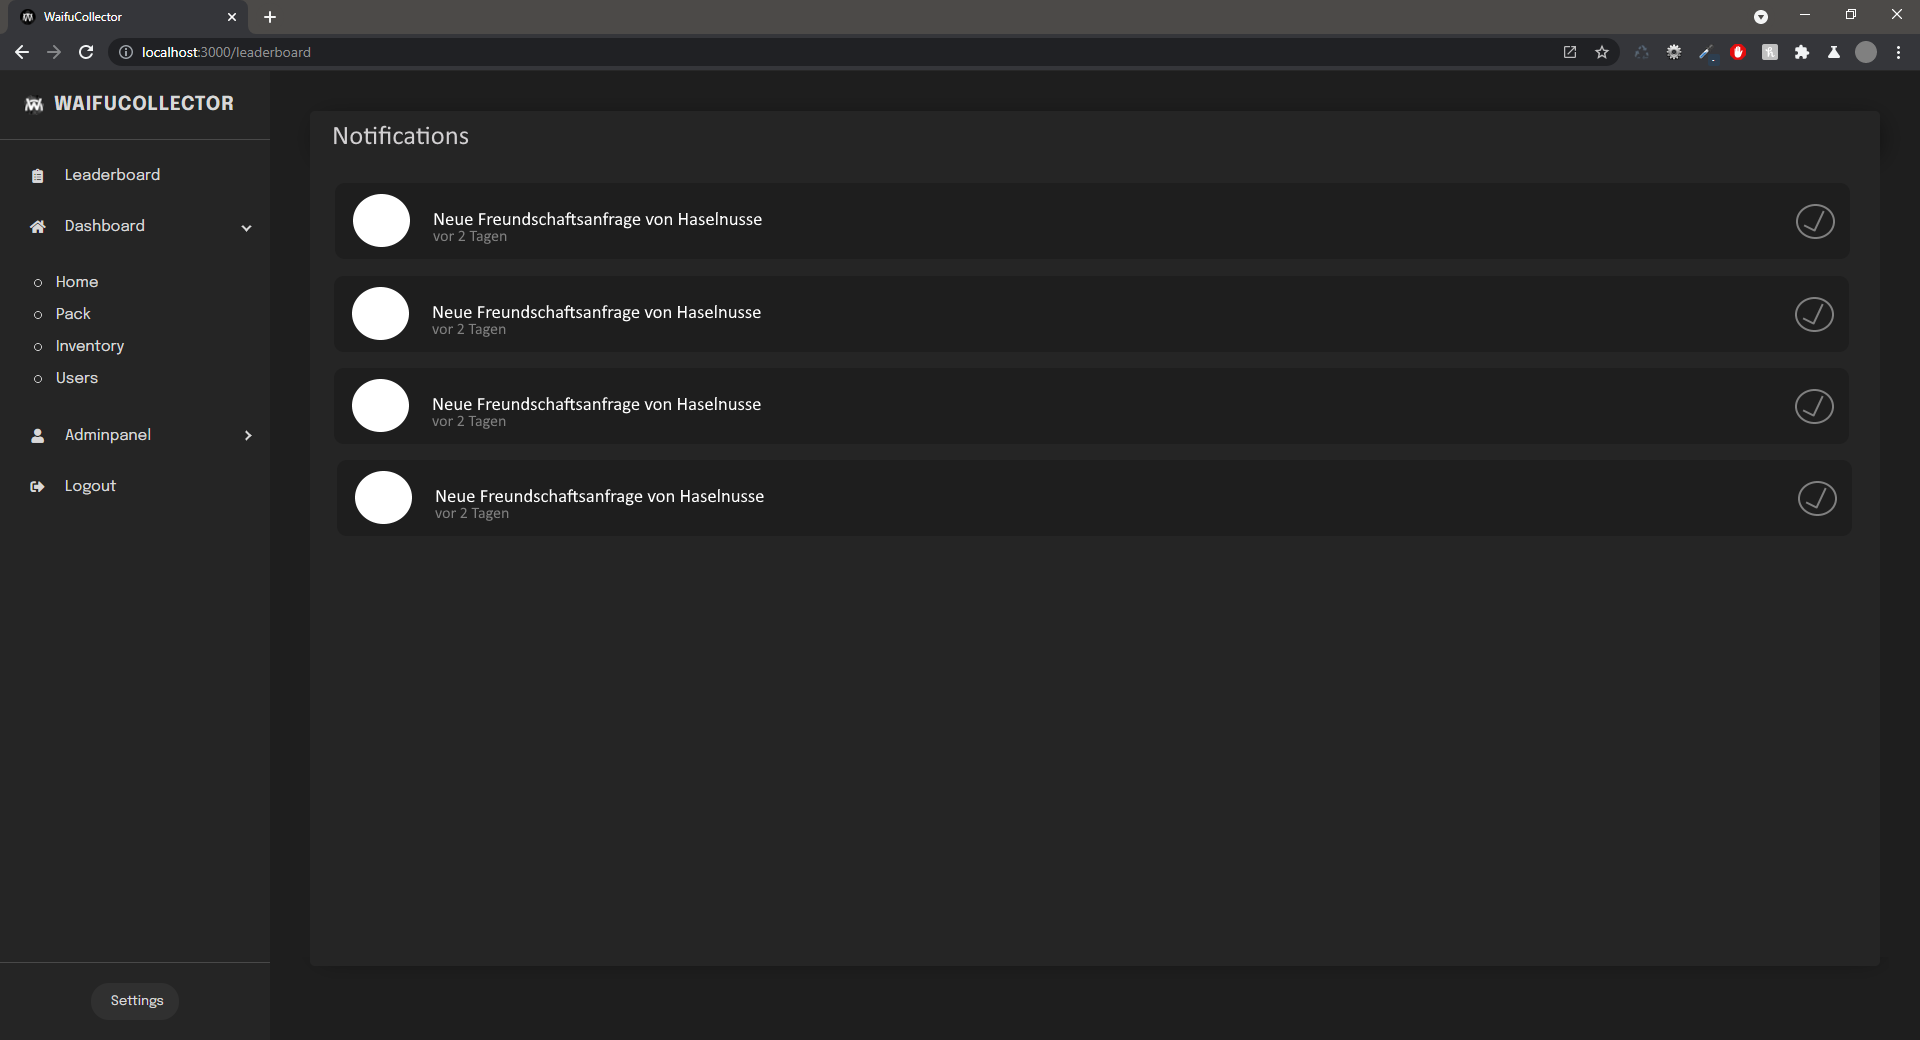 WaifuCollector
localhost:3000/leaderboard
WAIFUCOLLECTOR
Leaderboard
Dashboard
Home
Pack
Inventory
Users
Adminpanel
Logout
Settings
Notifications
Neue Freundschaftsanfrage von Haselnusse
vor 2 Tagen
Neue Freundschaftsanfrage von Haselnusse
vor 2 Tagen
Neue Freundschaftsanfrage von Haselnusse
vor 2 Tagen
Neue Freundschaftsanfrage von Haselnusse
vor 2 Tagen